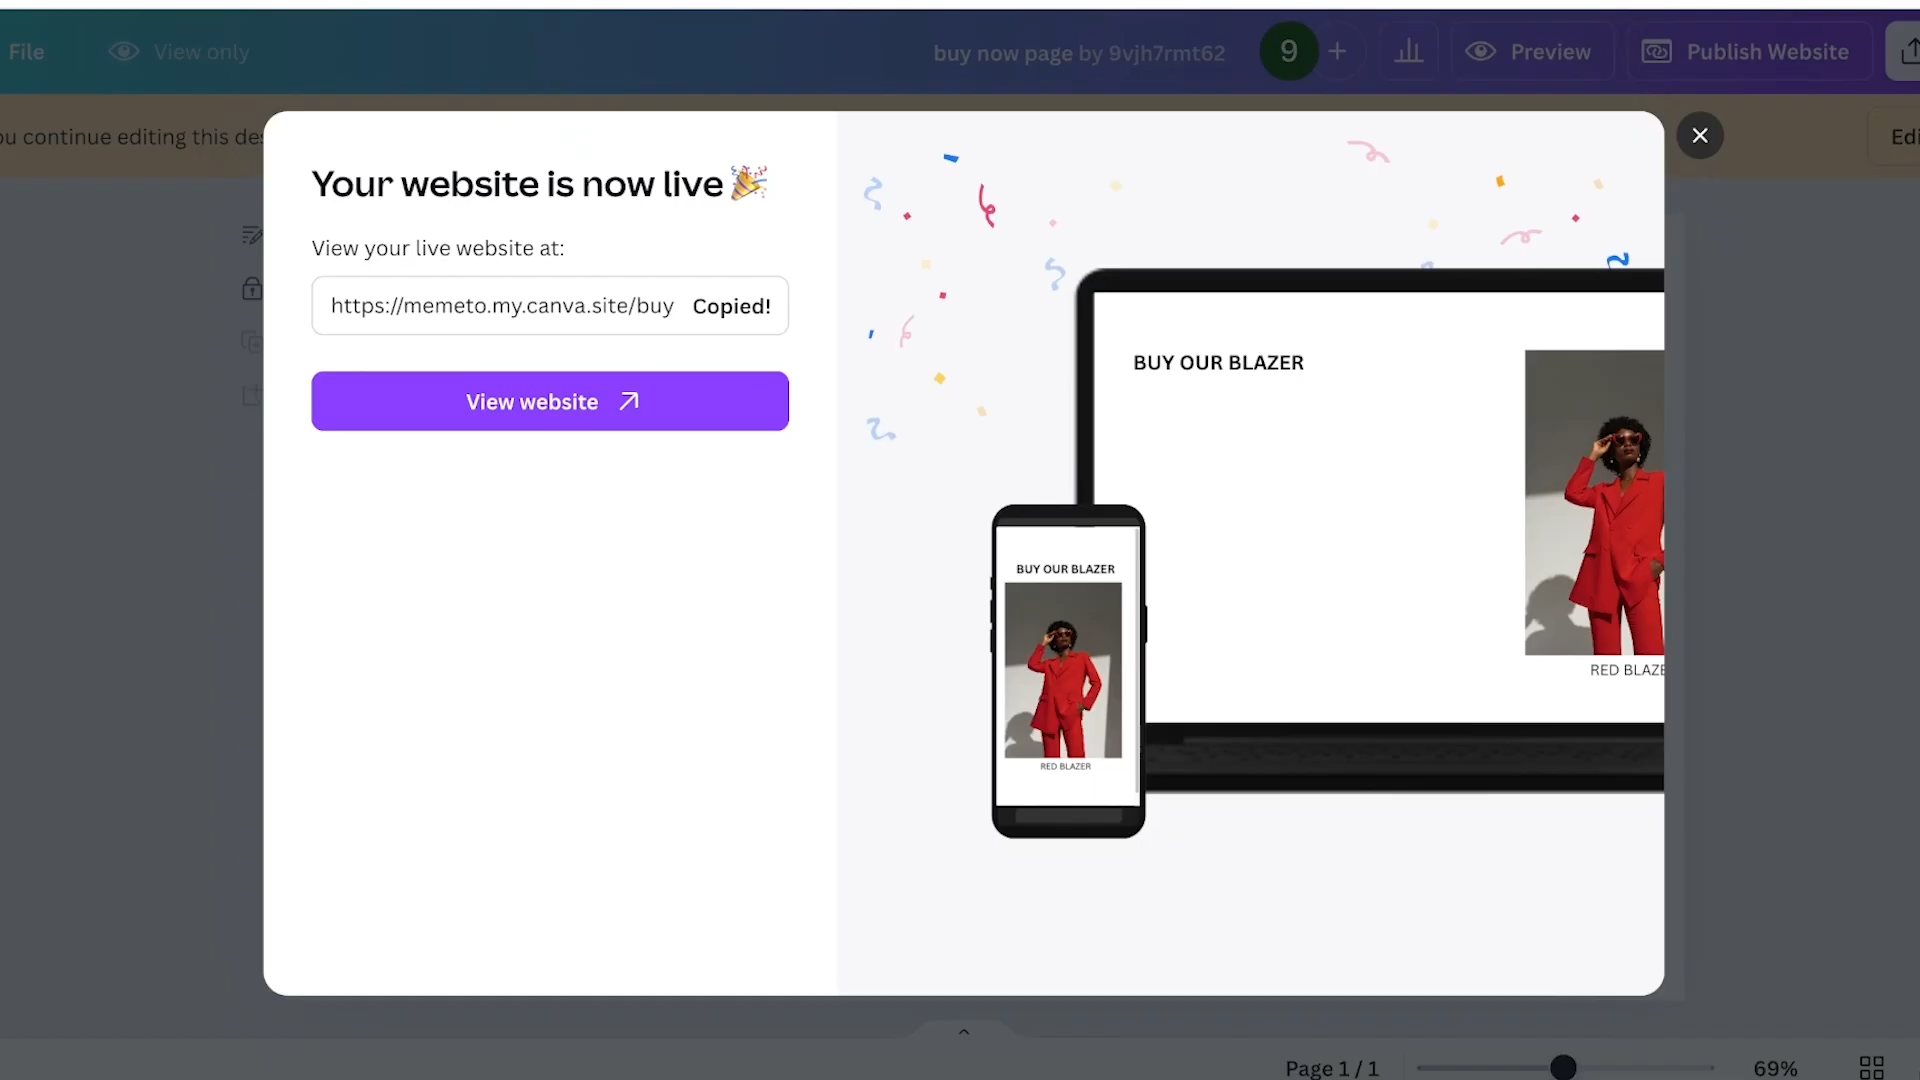 File
View only
buy now page by 9vjh7rmt62
9
Preview
Publish Website
ou continue editing this des
Edi
Your website is now live
View your live website at:
https://memeto.my.canva.site/buy
Copied!
View website
BUY OUR BLAZER
RED BLAZE
BUY OUR BLAZER
RED BLAZER
Page 1 / 1
69%